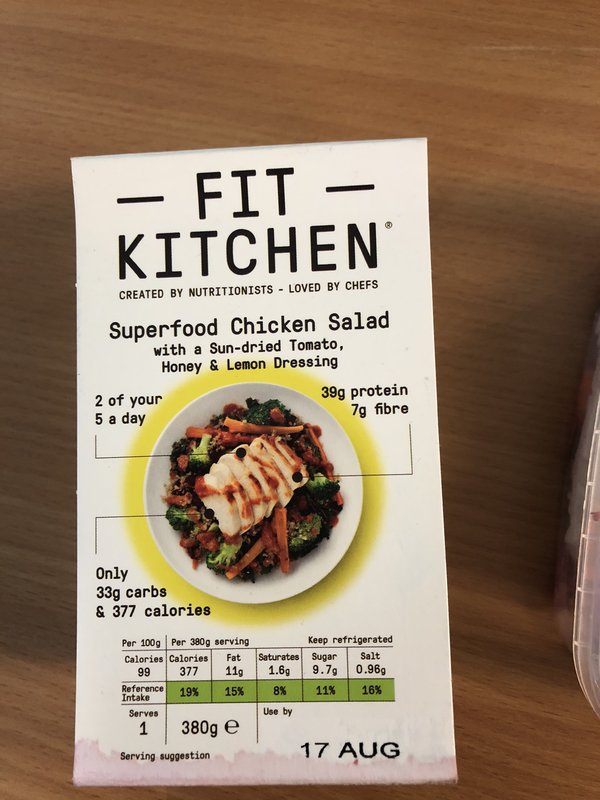 — FIT —
KITCHEN®
CREATED BY NUTRITIONISTS - LOVED BY CHEFS
Superfood Chicken Salad
with a Sun-dried Tomato,
Honey & Lemon Dressing
2 of your
5 a day
39g protein
7g fibre
Only
33g carbs
& 377 calories
Per 100g Per 380g serving Keep refrigerated
Calories Calories Fat Saturates Sugar Salt
99 377 11g 1.6g 9.7g 0.96g
Reference
Intake 19% 15% 8% 11% 16%
Serves
1
380g ℮
Use by
17 AUG
Serving suggestion